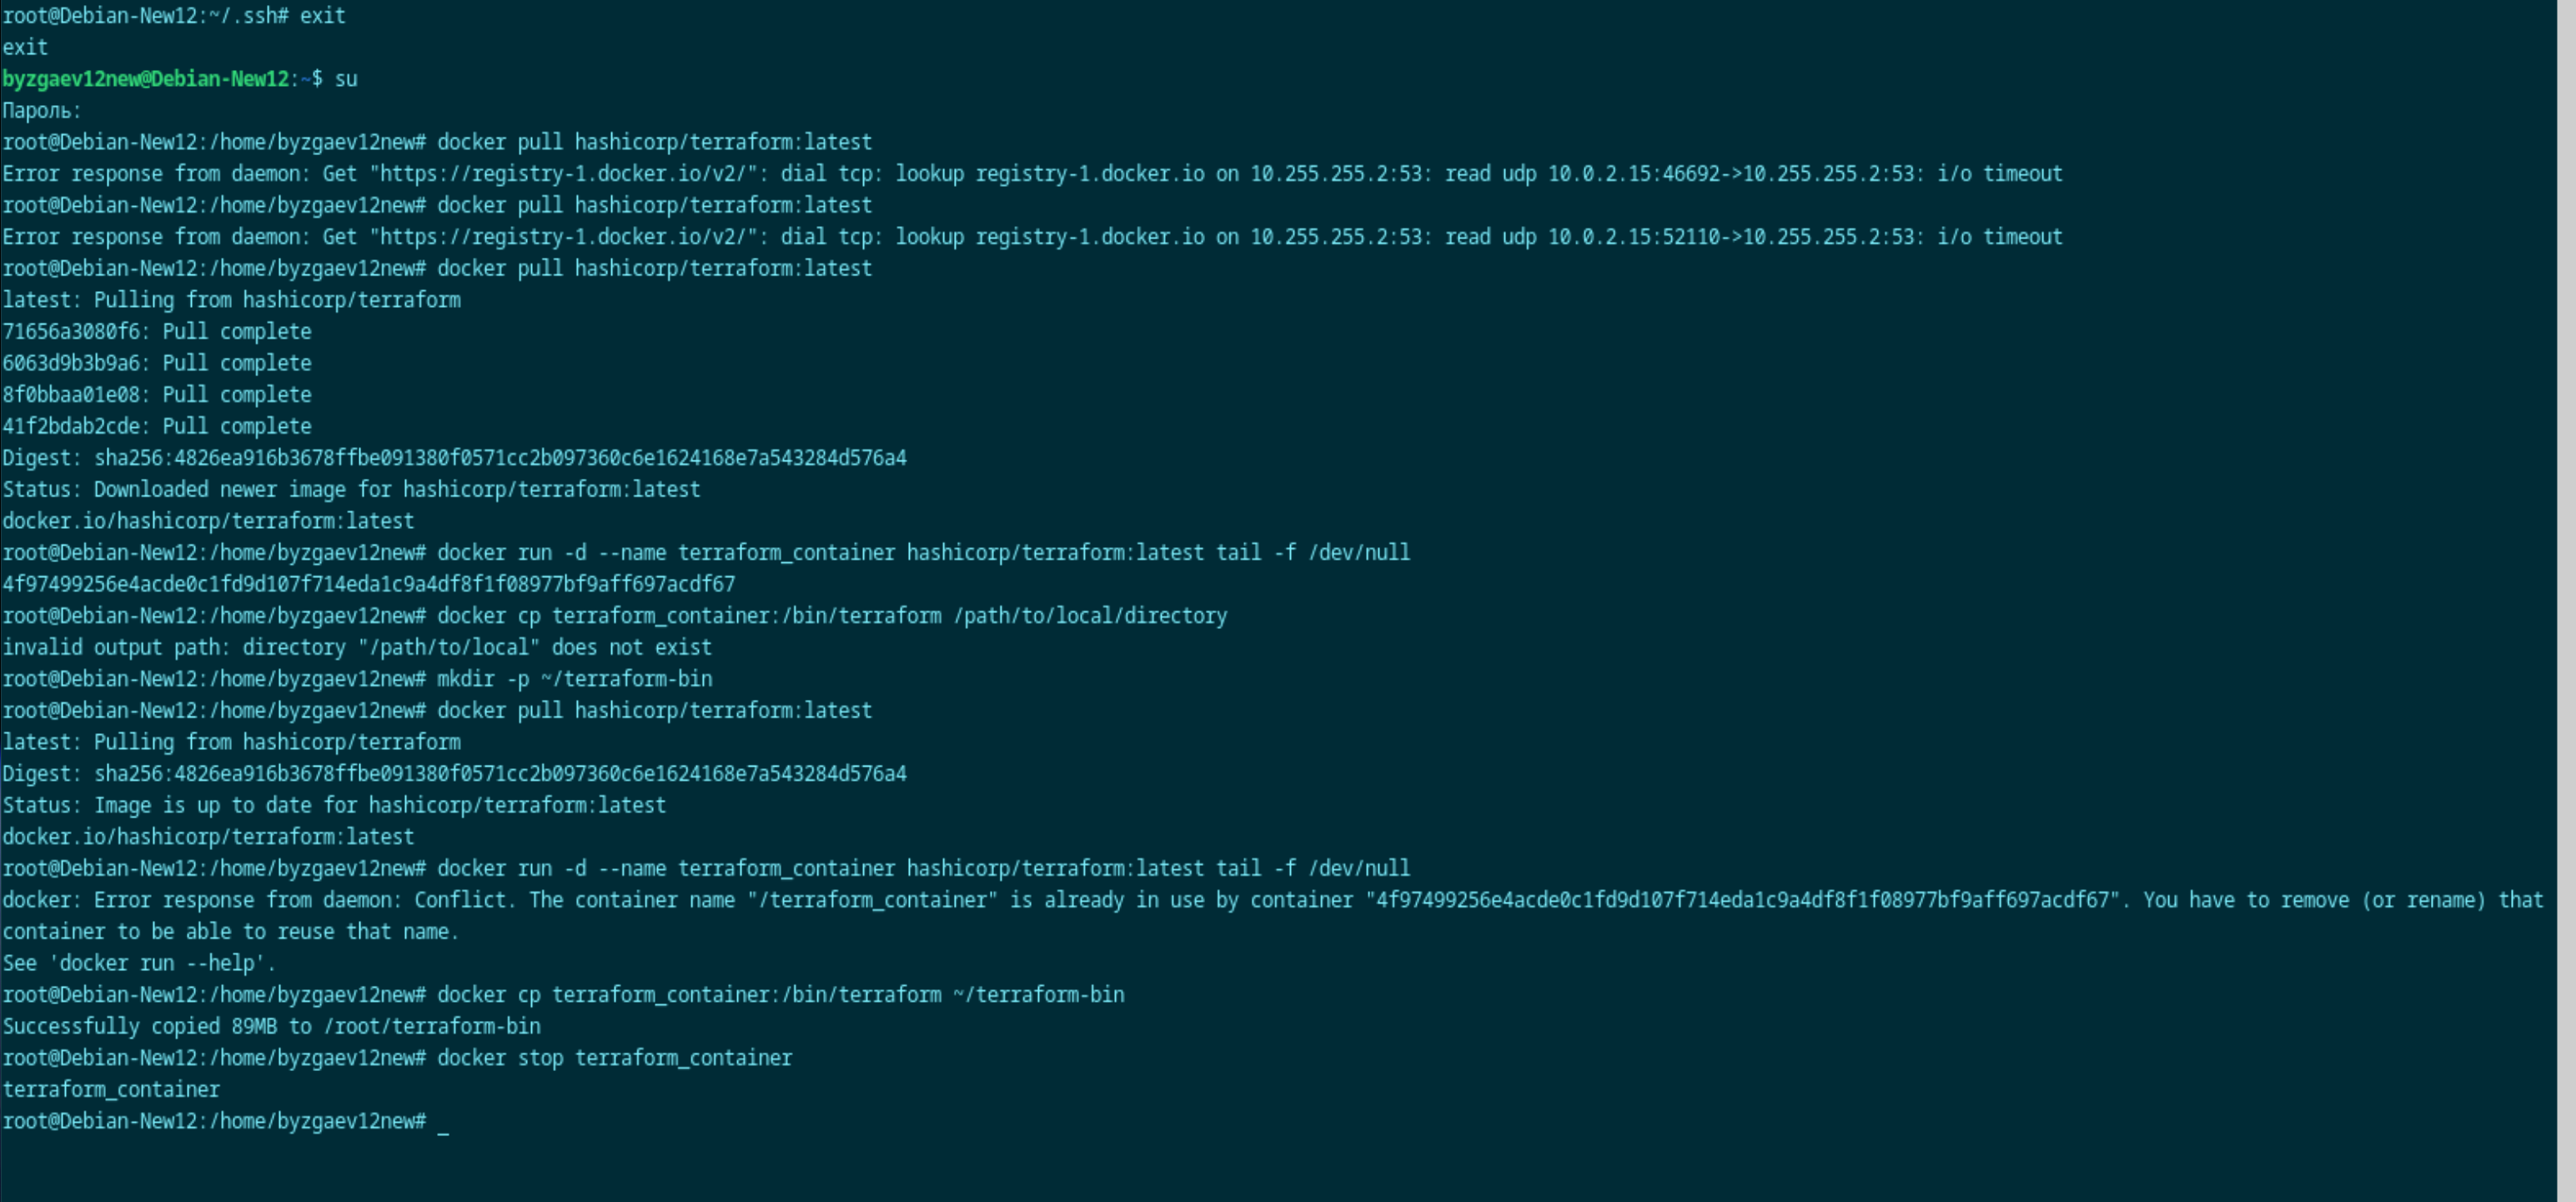 root@Debian-New12:~/.ssh# exit
exit
byzgaev12new@Debian-New12:~$ su
Пароль:
root@Debian-New12:/home/byzgaev12new# docker pull hashicorp/terraform:latest
Error response from daemon: Get "https://registry-1.docker.io/v2/": dial tcp: lookup registry-1.docker.io on 10.255.255.2:53: read udp 10.0.2.15:46692->10.255.255.2:53: i/o timeout
root@Debian-New12:/home/byzgaev12new# docker pull hashicorp/terraform:latest
Error response from daemon: Get "https://registry-1.docker.io/v2/": dial tcp: lookup registry-1.docker.io on 10.255.255.2:53: read udp 10.0.2.15:52110->10.255.255.2:53: i/o timeout
root@Debian-New12:/home/byzgaev12new# docker pull hashicorp/terraform:latest
latest: Pulling from hashicorp/terraform
71656a3080f6: Pull complete
6063d9b3b9a6: Pull complete
8f0bbaa01e08: Pull complete
41f2bdab2cde: Pull complete
Digest: sha256:4826ea916b3678ffbe091380f0571cc2b097360c6e1624168e7a543284d576a4
Status: Downloaded newer image for hashicorp/terraform:latest
docker.io/hashicorp/terraform:latest
root@Debian-New12:/home/byzgaev12new# docker run -d --name terraform_container hashicorp/terraform:latest tail -f /dev/null
4f97499256e4acde0c1fd9d107f714eda1c9a4df8f1f08977bf9aff697acdf67
root@Debian-New12:/home/byzgaev12new# docker cp terraform_container:/bin/terraform /path/to/local/directory
invalid output path: directory "/path/to/local" does not exist
root@Debian-New12:/home/byzgaev12new# mkdir -p ~/terraform-bin
root@Debian-New12:/home/byzgaev12new# docker pull hashicorp/terraform:latest
latest: Pulling from hashicorp/terraform
Digest: sha256:4826ea916b3678ffbe091380f0571cc2b097360c6e1624168e7a543284d576a4
Status: Image is up to date for hashicorp/terraform:latest
docker.io/hashicorp/terraform:latest
root@Debian-New12:/home/byzgaev12new# docker run -d --name terraform_container hashicorp/terraform:latest tail -f /dev/null
docker: Error response from daemon: Conflict. The container name "/terraform_container" is already in use by container "4f97499256e4acde0c1fd9d107f714eda1c9a4df8f1f08977bf9aff697acdf67". You have to remove (or rename) that
container to be able to reuse that name.
See 'docker run --help'.
root@Debian-New12:/home/byzgaev12new# docker cp terraform_container:/bin/terraform ~/terraform-bin
Successfully copied 89MB to /root/terraform-bin
root@Debian-New12:/home/byzgaev12new# docker stop terraform_container
terraform_container
root@Debian-New12:/home/byzgaev12new# _